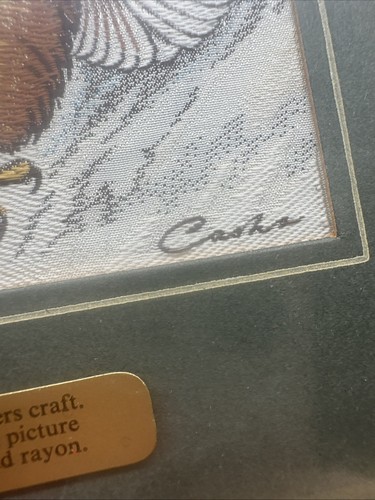 Cash's
ers craft.
picture
d rayon.